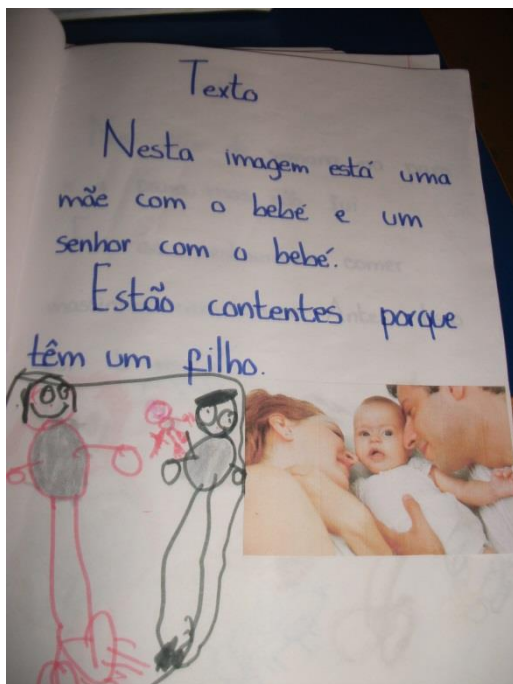 Texto
Nesta imagem está uma
mãe com o bebé e um
senhor com o bebé.
Estão contentes porque
têm um filho.